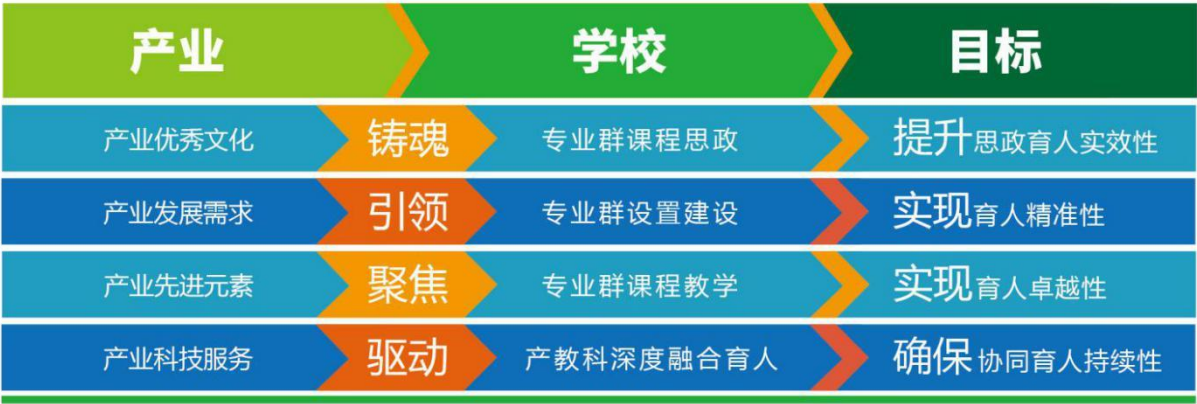 产业 学校 目标
产业优秀文化 铸魂 专业群课程思政 提升思政育人实效性
产业发展需求 引领 专业群设置建设 实现育人精准性
产业先进元素 聚焦 专业群课程教学 实现育人卓越性
产业科技服务 驱动 产教科深度融合育人 确保协同育人持续性